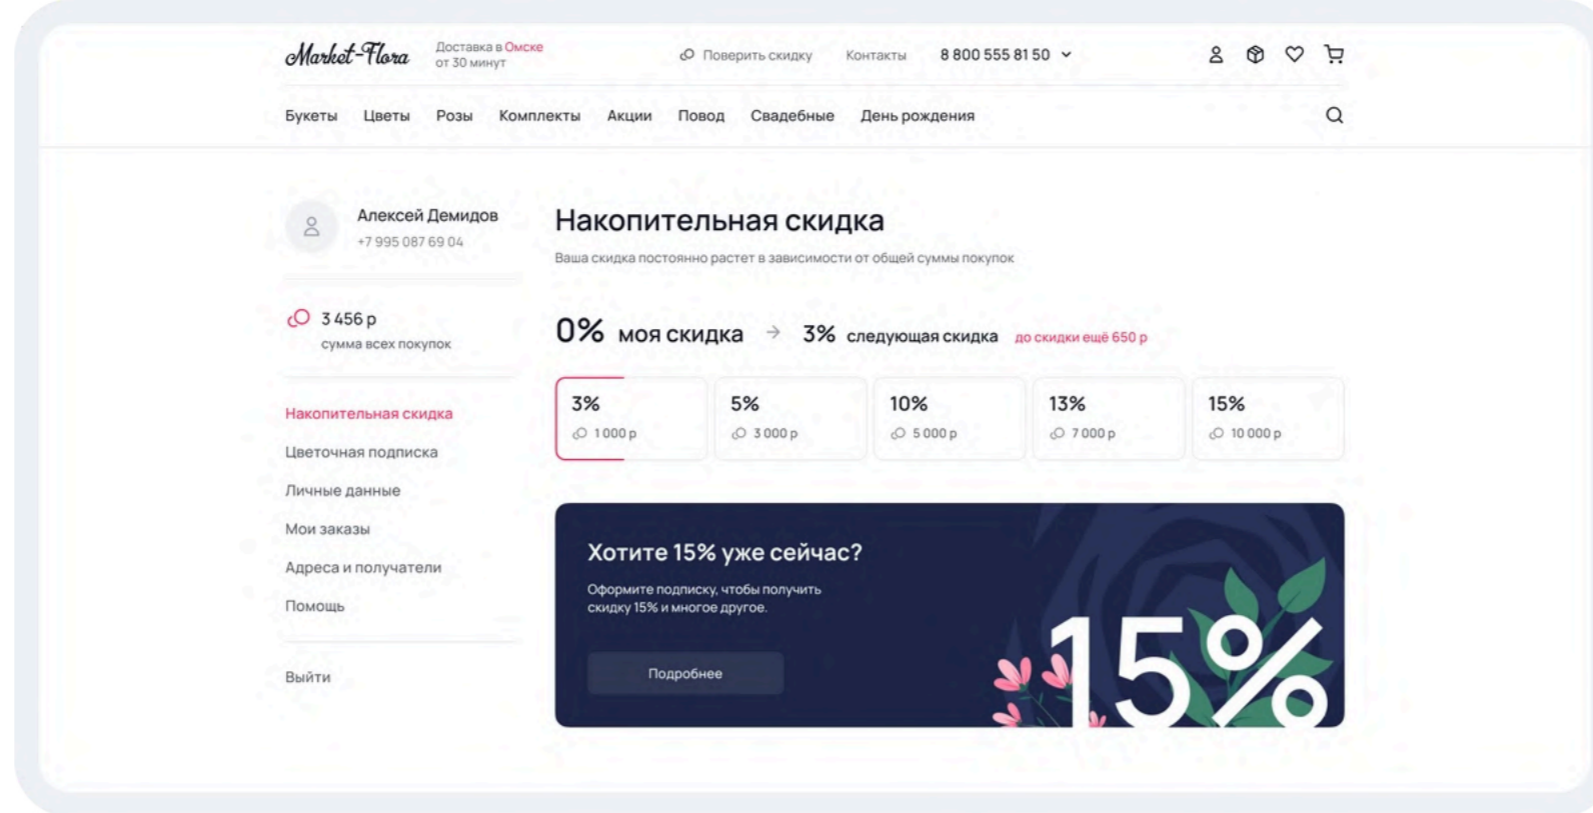 Market-Flora
Доставка в Омске
от 30 минут
Поверить скидку
Контакты
8 800 555 81 50
Букеты Цветы Розы Комплекты Акции Повод Свадебные День рождения
Алексей Демидов
+7 995 087 69 04
3 456 р
сумма всех покупок
Накопительная скидка
Цветочная подписка
Личные данные
Мои заказы
Адреса и получатели
Помощь
Выйти
Накопительная скидка
Ваша скидка постоянно растет в зависимости от общей суммы покупок
0% моя скидка → 3% следующая скидка до скидки ещё 650 р
3%
1 000 р
5%
3 000 р
10%
5 000 р
13%
7 000 р
15%
10 000 р
Хотите 15% уже сейчас?
Оформите подписку, чтобы получить
скидку 15% и многое другое.
Подробнее
15%